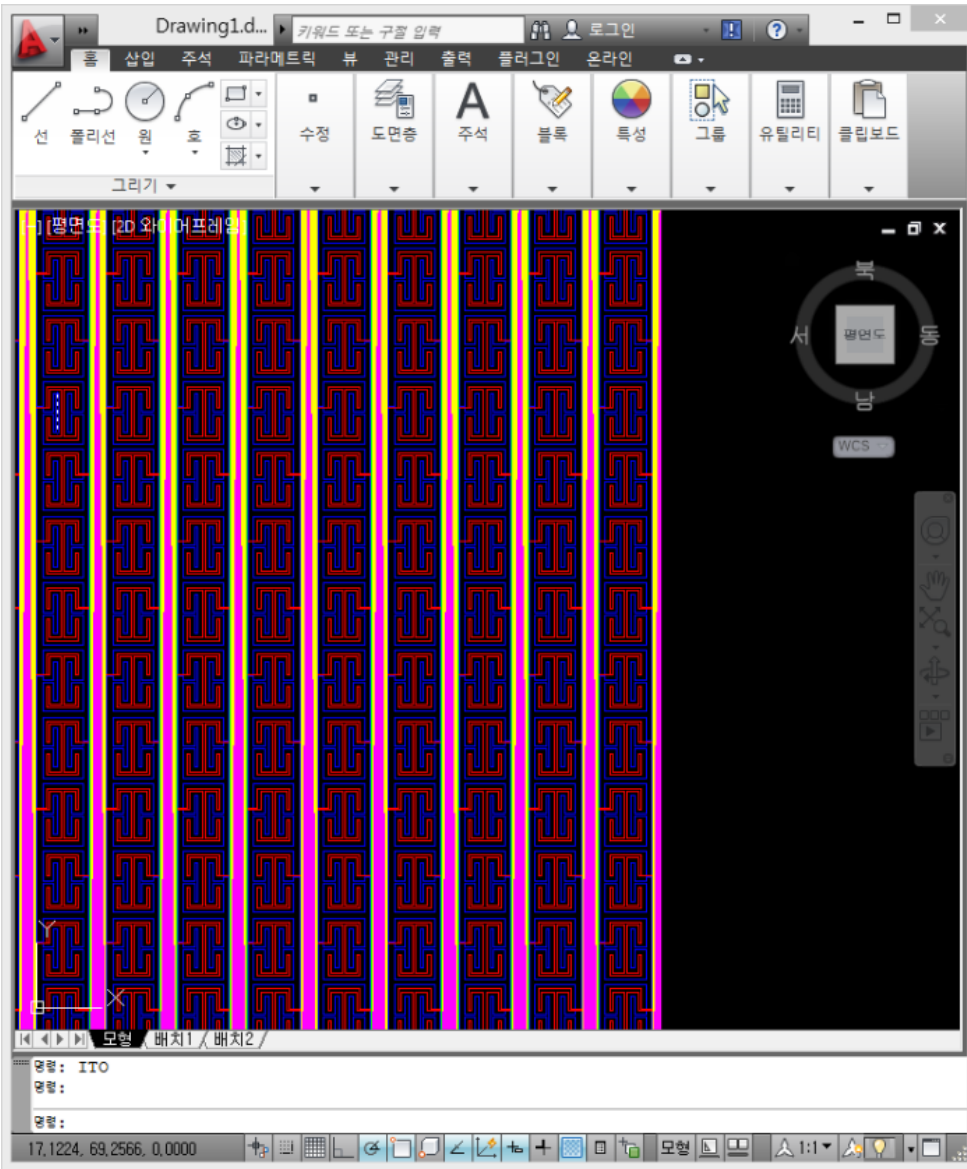 Drawing1.d... 키워드 또는 구절 입력 로그인
홈 삽입 주석 파라메트릭 뷰 관리 출력 플러그인 온라인
선 폴리선 원 호 수정 도면층 주석 블록 특성 그룹 유틸리티 클립보드
그리기
[-] [평면도] [2D 와이어프레임]
북
서 평면도 동
남
WCS
Y
X
모형 배치1 배치2
명령: ITO
명령:
명령:
17,1224, 69,2566, 0,0000 모형 1:1